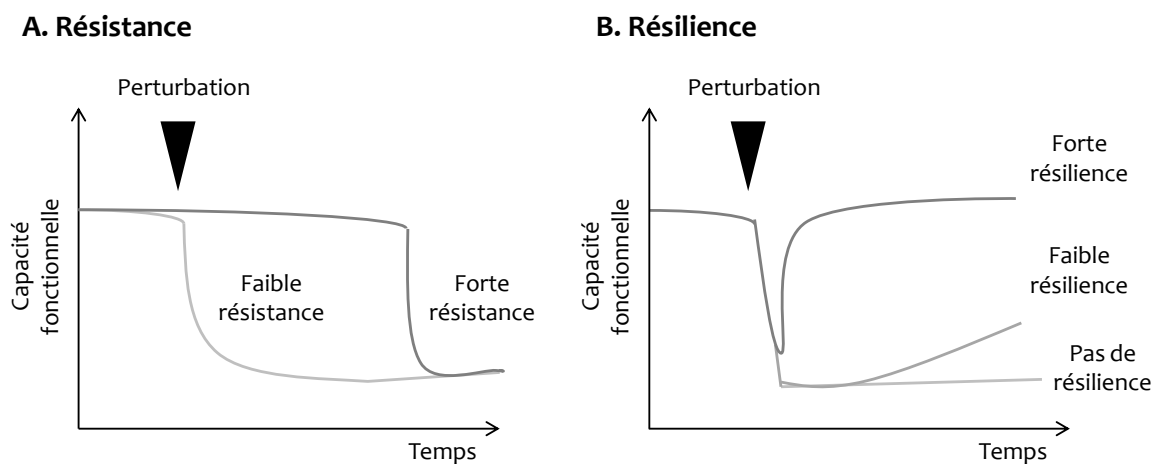 A. Résistance
Perturbation
Capacité
fonctionnelle
Faible
résistance
Forte
résistance
Temps
B. Résilience
Perturbation
Capacité
fonctionnelle
Forte
résilience
Faible
résilience
Pas de
résilience
Temps